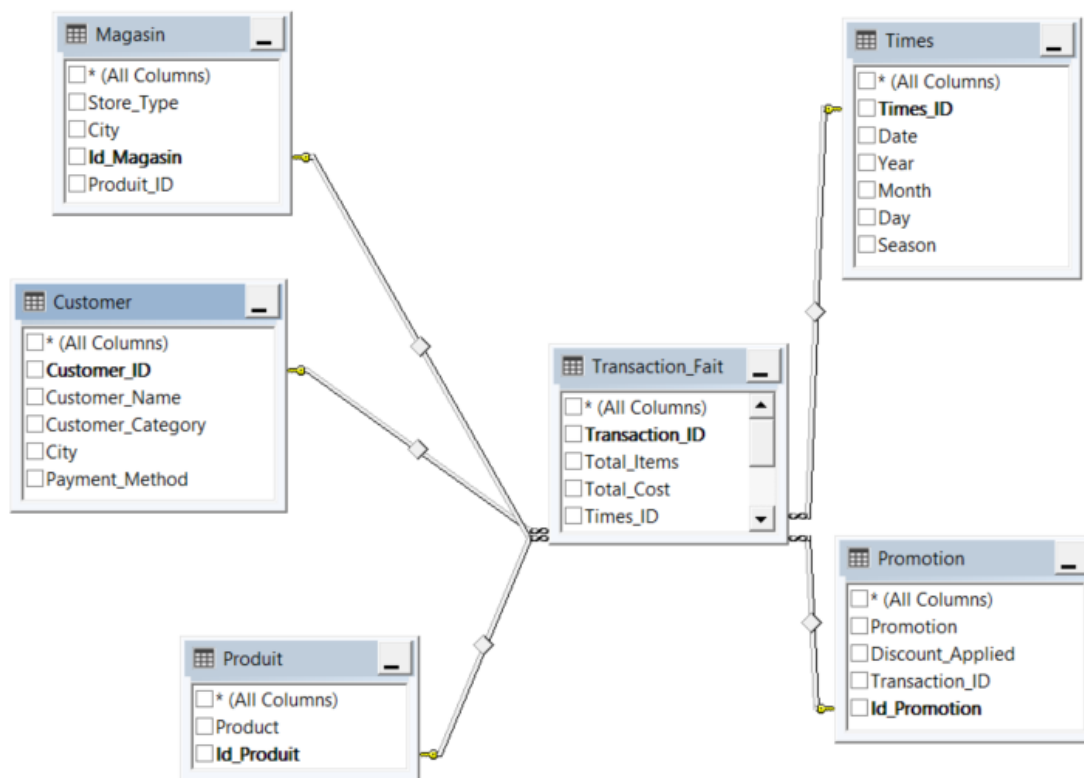 Magasin
* (All Columns)
Store_Type
City
Id_Magasin
Produit_ID
Times
* (All Columns)
Times_ID
Date
Year
Month
Day
Season
Customer
* (All Columns)
Customer_ID
Customer_Name
Customer_Category
City
Payment_Method
Transaction_Fait
* (All Columns)
Transaction_ID
Total_Items
Total_Cost
Times_ID
Promotion
* (All Columns)
Promotion
Discount_Applied
Transaction_ID
Id_Promotion
Produit
* (All Columns)
Product
Id_Produit